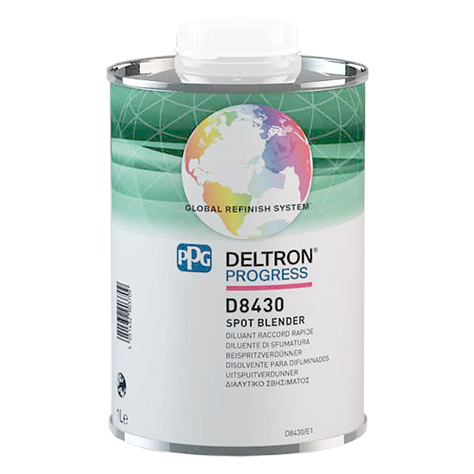 GLOBAL REFINISH SYSTEM
PPG
DELTRON®
PROGRESS
D8430
SPOT BLENDER
DILUANT RACCORD RAPIDE
DILUENTE DI SFUMATURA
BEISPRITZVERDÜNNER
DISOLVENTE PARA DIFUMINADOS
UITSPUITVERDUNNER
ΔΙΑΛΥΤΙΚΟ ΣΒΗΣΙΜΑΤΟΣ
1Le
D8430/E1